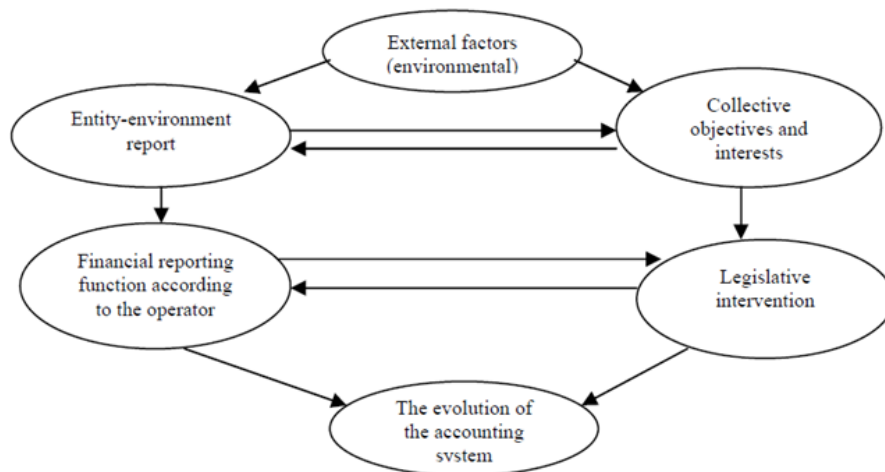 External factors
(environmental)
Entity-environment
report
Collective
objectives and
interests
Financial reporting
function according
to the operator
Legislative
intervention
The evolution of
the accounting
system